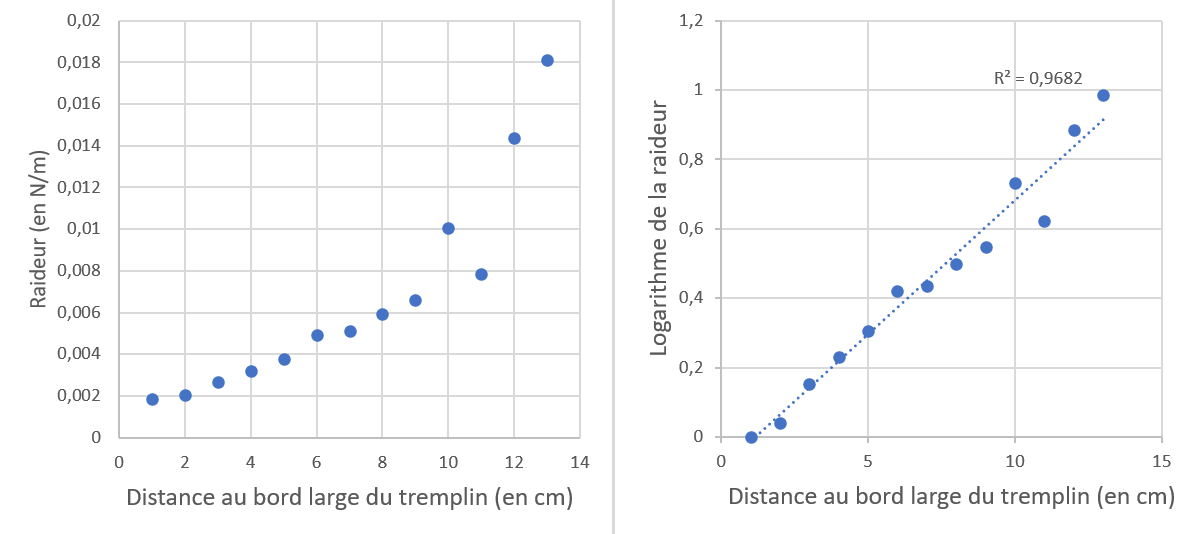 0,02
0,018
0,016
0,014
0,012
0,01
0,008
0,006
0,004
0,002
0
Raideur (en N/m)
0 2 4 6 8 10 12 14
Distance au bord large du tremplin (en cm)
1,2
1
0,8
0,6
0,4
0,2
0
Logarithme de la raideur
R² = 0,9682
0 5 10 15
Distance au bord large du tremplin (en cm)